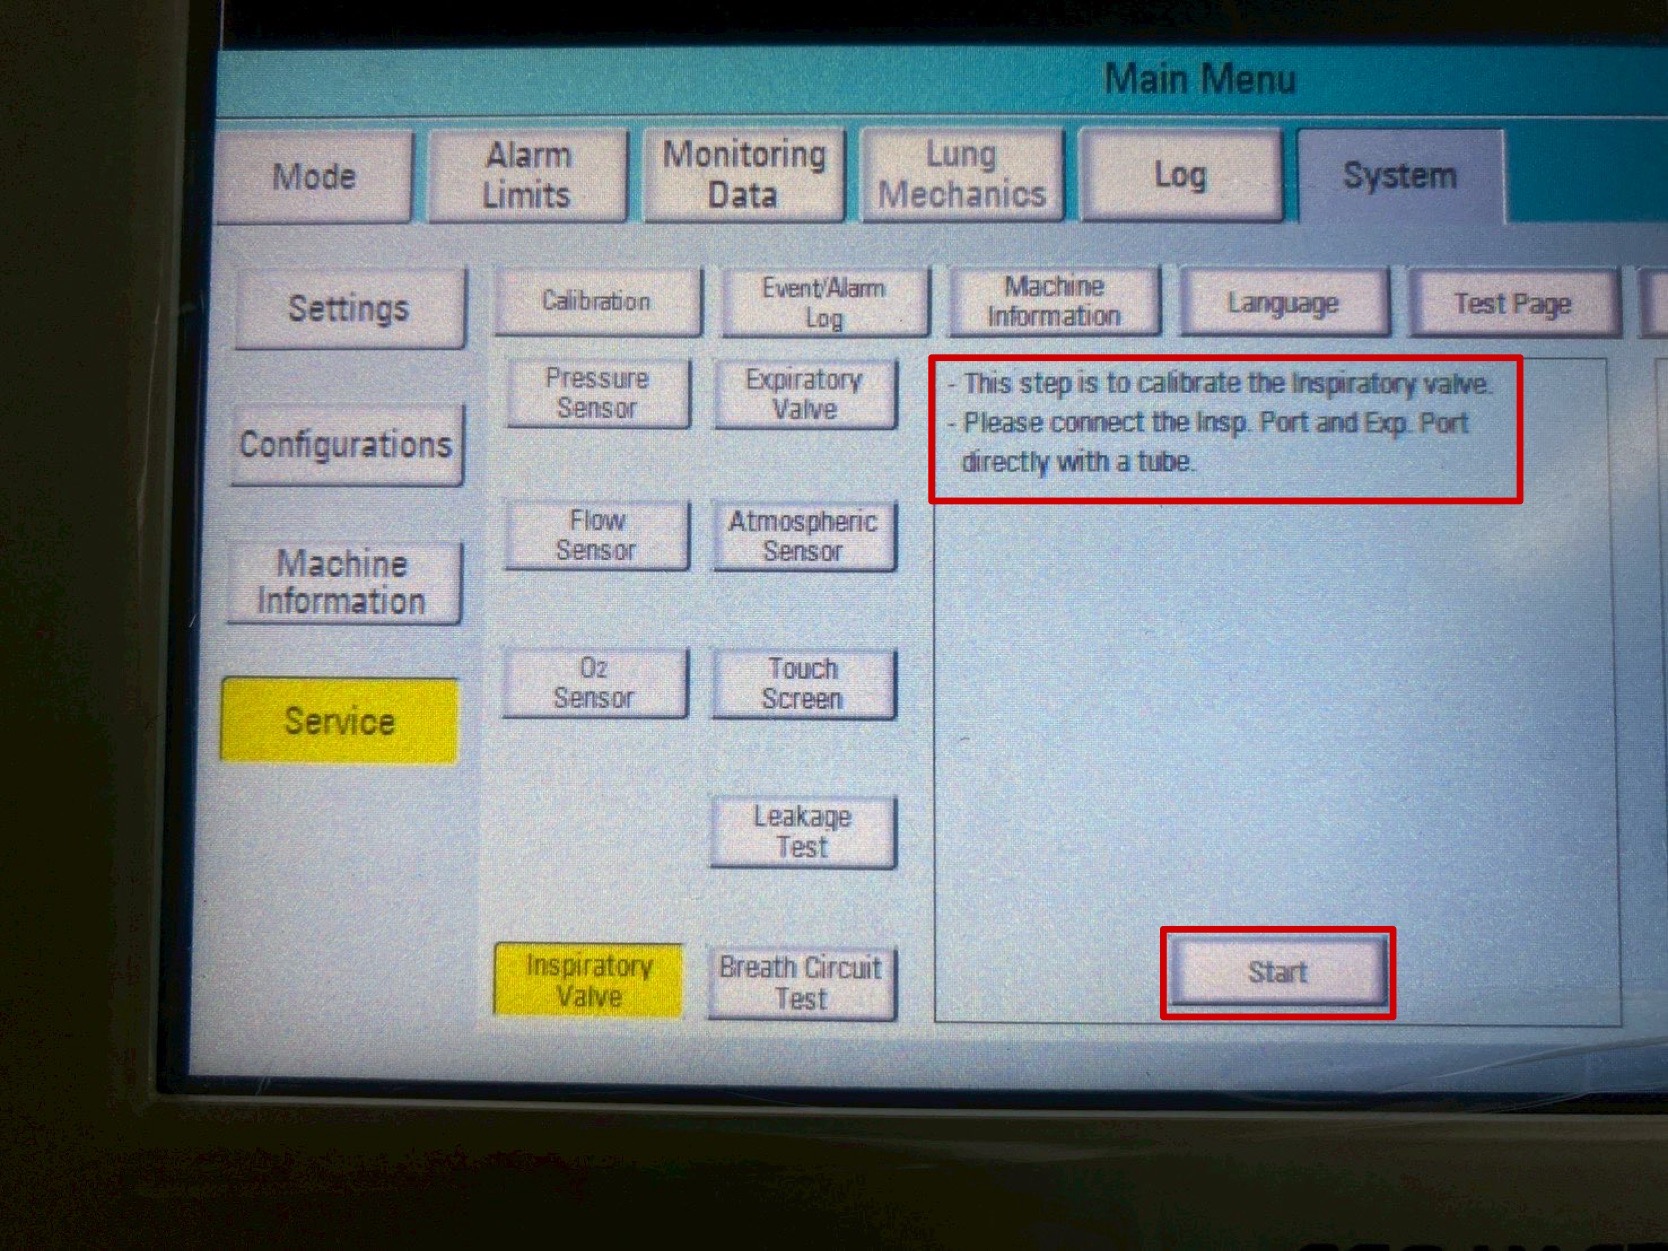 Main Menu
Mode
Alarm
Limits
Monitoring
Data
Lung
Mechanics
Log
System
Settings
Configurations
Machine
Information
Service
Calibration
Event/Alarm
Log
Machine
Information
Language
Test Page
Pressure
Sensor
Expiratory
Valve
Flow
Sensor
Atmospheric
Sensor
O2
Sensor
Touch
Screen
Leakage
Test
Inspiratory
Valve
Breath Circuit
Test
- This step is to calibrate the Inspiratory valve.
- Please connect the Insp. Port and Exp. Port
directly with a tube.
Start